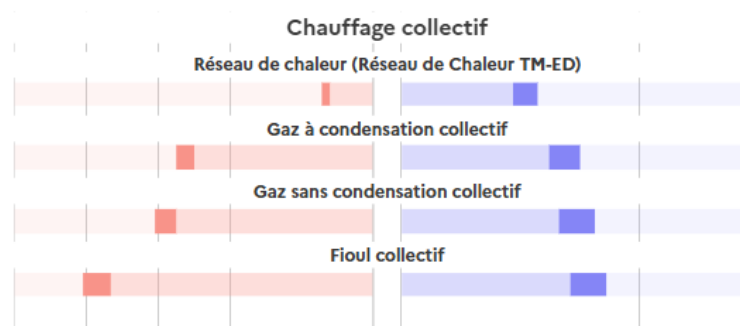 Chauffage collectif
Réseau de chaleur (Réseau de Chaleur TM-ED)
Gaz à condensation collectif
Gaz sans condensation collectif
Fioul collectif